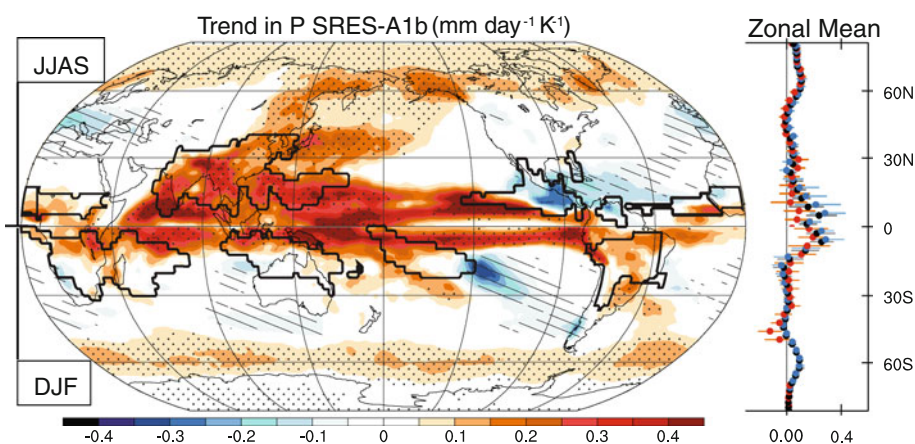 Trend in P SRES-A1b (mm day⁻¹ K⁻¹)
Zonal Mean
JJAS
60N
30N
0
30S
60S
DJF
-0.4 -0.3 -0.2 -0.1 0 0.1 0.2 0.3 0.4
0.00 0.4